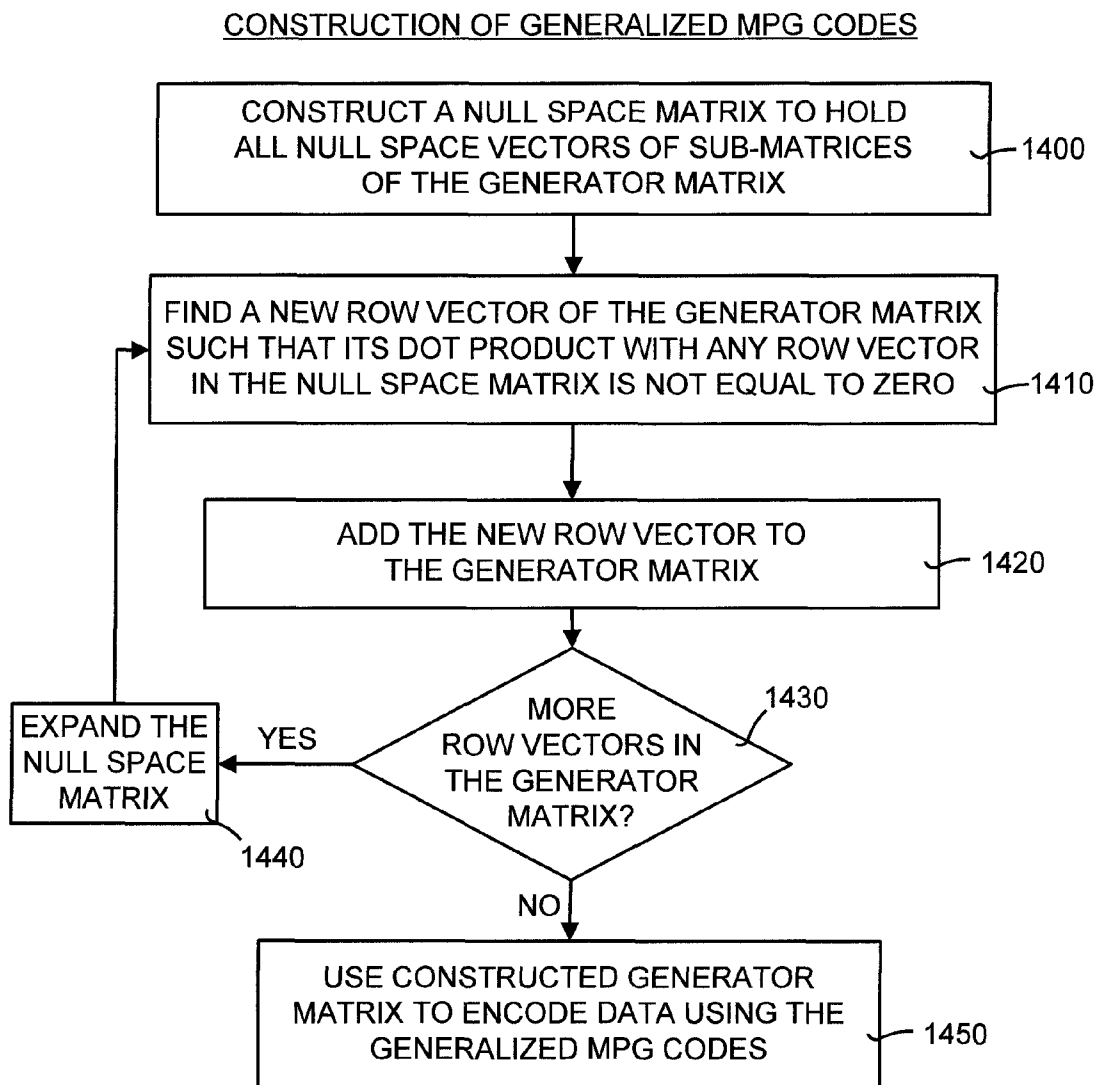 CONSTRUCTION OF GENERALIZED MPG CODES
CONSTRUCT A NULL SPACE MATRIX TO HOLD
ALL NULL SPACE VECTORS OF SUB-MATRICES
OF THE GENERATOR MATRIX
1400
FIND A NEW ROW VECTOR OF THE GENERATOR MATRIX
SUCH THAT ITS DOT PRODUCT WITH ANY ROW VECTOR
IN THE NULL SPACE MATRIX IS NOT EQUAL TO ZERO
1410
ADD THE NEW ROW VECTOR TO
THE GENERATOR MATRIX
1420
MORE
ROW VECTORS IN
THE GENERATOR
MATRIX?
1430
YES
EXPAND THE
NULL SPACE
MATRIX
1440
NO
USE CONSTRUCTED GENERATOR
MATRIX TO ENCODE DATA USING THE
GENERALIZED MPG CODES
1450